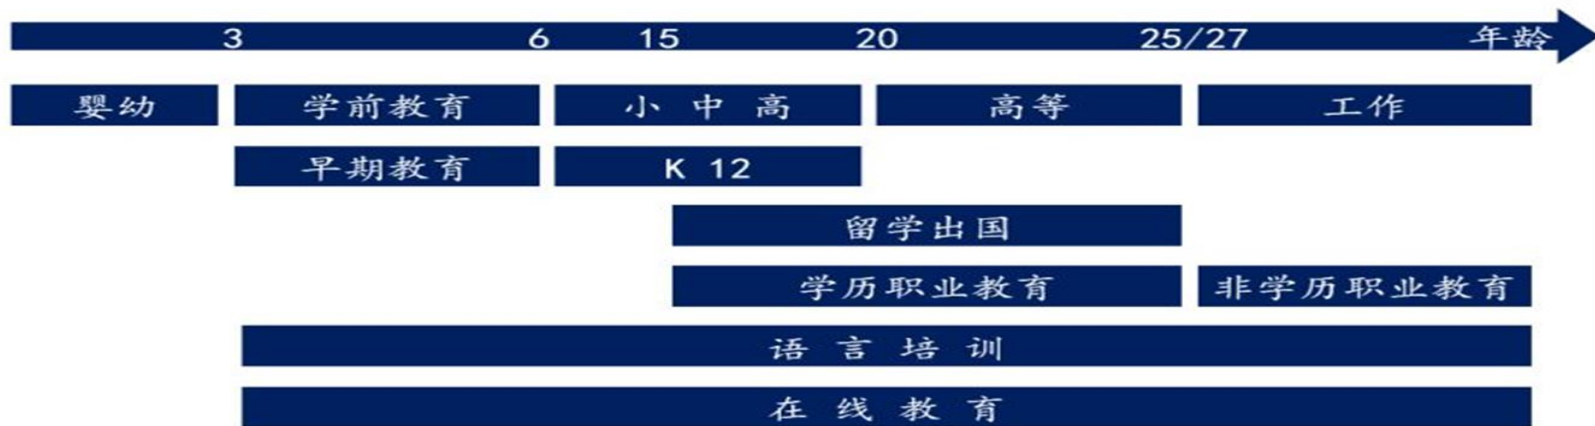 3 6 15 20 25/27 年龄
婴幼 学前教育 小 中 高 高等 工作
早期教育 K 12
留学出国
学历职业教育 非学历职业教育
语 言 培 训
在 线 教 育